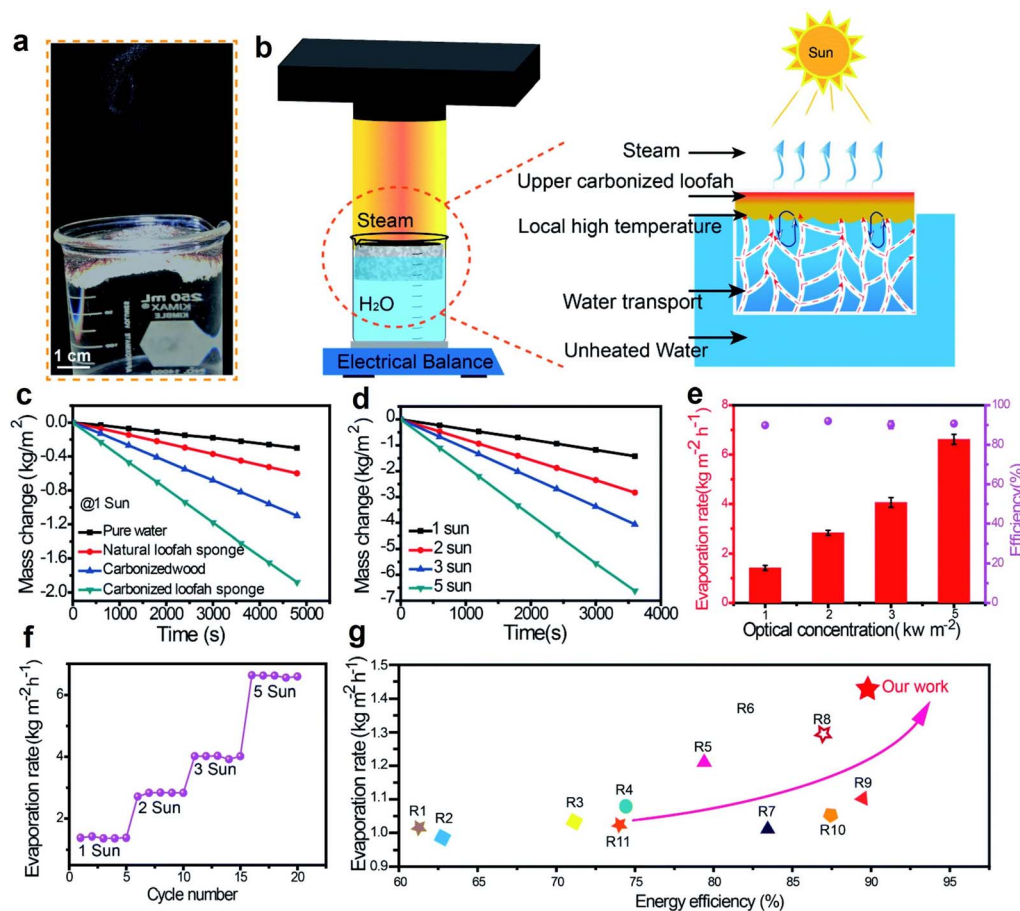 a
250 mL
KIMAX
KIMBLE
1 cm
b
Steam
H₂O
Electrical Balance
Sun
Steam
Upper carbonized loofah
Local high temperature
Water transport
Unheated Water
c
Mass change (kg/m²)
0.0
-0.4
-0.8
-1.2
-1.6
-2.0
@1 Sun
Pure water
Natural loofah sponge
Carbonizedwood
Carbonized loofah sponge
0 1000 2000 3000 4000 5000
Time (s)
d
Mass change (kg/m²)
0
-1
-2
-3
-4
-5
-6
-7
1 sun
2 sun
3 sun
5 sun
0 1000 2000 3000 4000
Time(s)
e
Evaporation rate(kg m⁻² h⁻¹)
8
6
4
2
0
100
80
60
40
20
0
Efficiency(%)
1 2 3 5
Optical concentration( kw m⁻²)
f
Evaporation rate (kg m⁻²h⁻¹)
6
4
2
0
5 Sun
3 Sun
2 Sun
1 Sun
0 5 10 15 20
Cycle number
g
Evaporation rate (kg m⁻²h⁻¹)
1.5
1.4
1.3
1.2
1.1
1.0
0.9
Our work
R6
R8
R5
R9
R4
R3
R1
R2
R11
R7
R10
60 65 70 75 80 85 90 95
Energy efficiency (%)